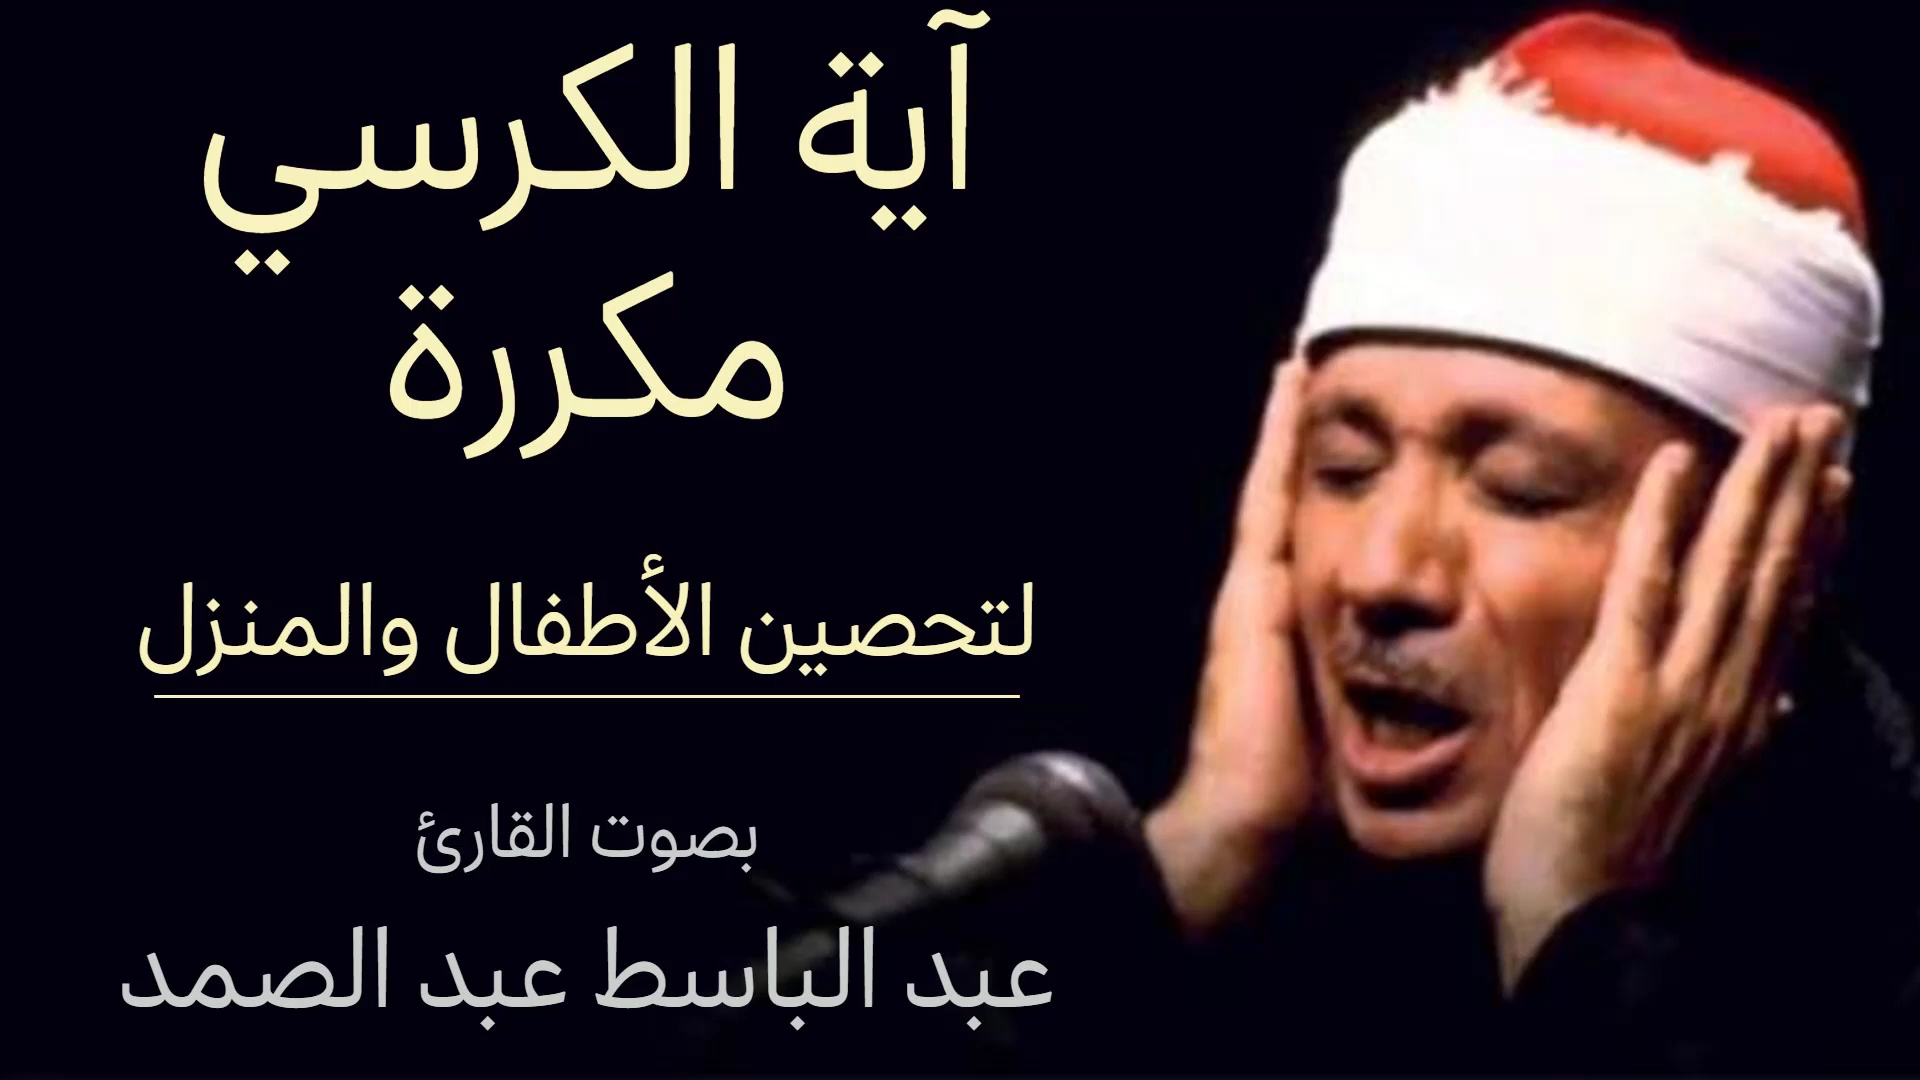 آية الكرسي
مكررة
لتحصين الأطفال والمنزل
بصوت القارئ
عبد الباسط عبد الصمد